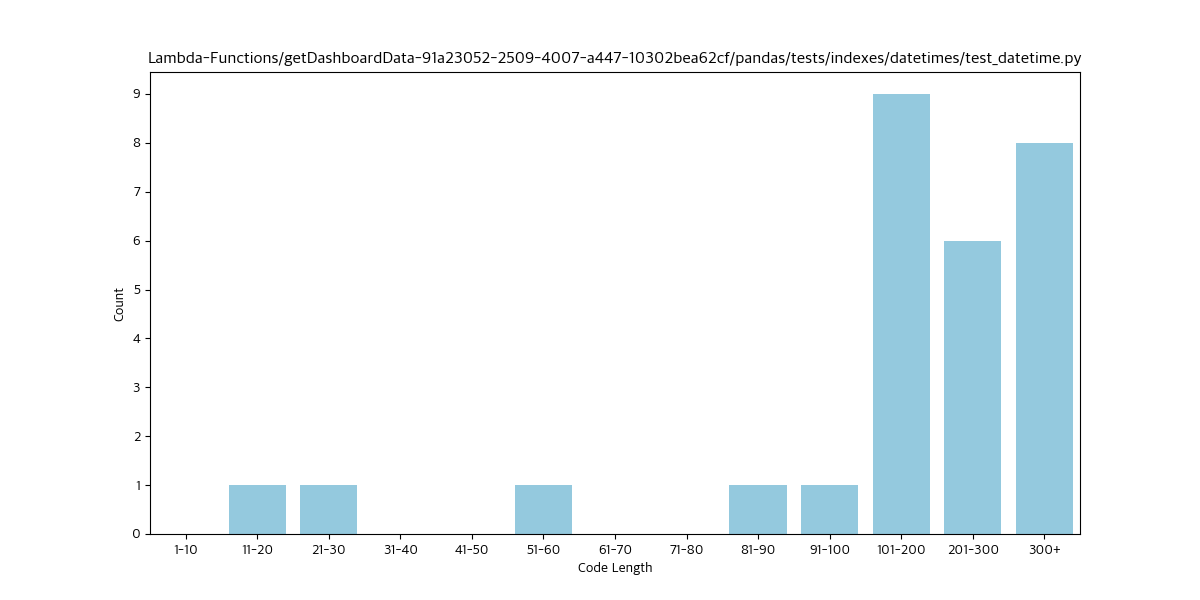 Lambda-Functions/getDashboardData-91a23052-2509-4007-a447-10302bea62cf/pandas/tests/indexes/datetimes/test_datetime.py
9
8
7
6
5
4
3
2
1
0
Count
1-10 11-20 21-30 31-40 41-50 51-60 61-70 71-80 81-90 91-100 101-200 201-300 300+
Code Length